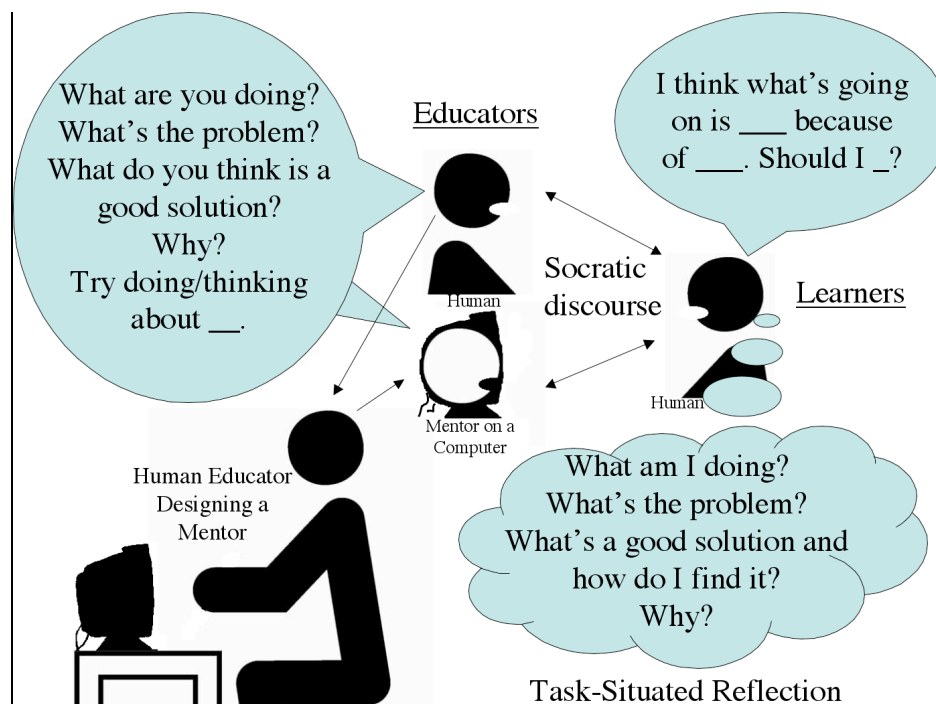 What are you doing?
What's the problem?
What do you think is a
good solution?
Why?
Try doing/thinking
about __.
Educators
Human
Mentor on a
Computer
Socratic
discourse
I think what's going
on is ___ because
of ___. Should I _?
Learners
Human
Human Educator
Designing a
Mentor
What am I doing?
What's the problem?
What's a good solution and
how do I find it?
Why?
Task-Situated Reflection